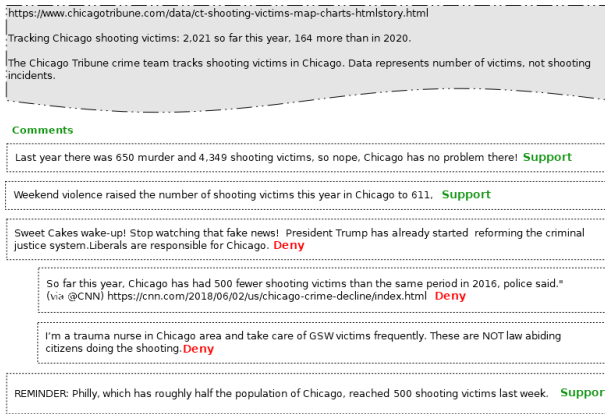 https://www.chicagotribune.com/data/ct-shooting-victims-map-charts-htmlstory.html
Tracking Chicago shooting victims: 2,021 so far this year, 164 more than in 2020.
The Chicago Tribune crime team tracks shooting victims in Chicago. Data represents number of victims, not shooting
incidents.
Comments
Last year there was 650 murder and 4,349 shooting victims, so nope, Chicago has no problem there! Support
Weekend violence raised the number of shooting victims this year in Chicago to 611, Support
Sweet Cakes wake-up! Stop watching that fake news! President Trump has already started reforming the criminal
justice system.Liberals are responsible for Chicago. Deny
So far this year, Chicago has had 500 fewer shooting victims than the same period in 2016, police said."
(via @CNN) https://cnn.com/2018/06/02/us/chicago-crime-decline/index.html Deny
I'm a trauma nurse in Chicago area and take care of GSW victims frequently. These are NOT law abiding
citizens doing the shooting. Deny
REMINDER: Philly, which has roughly half the population of Chicago, reached 500 shooting victims last week. Suppor